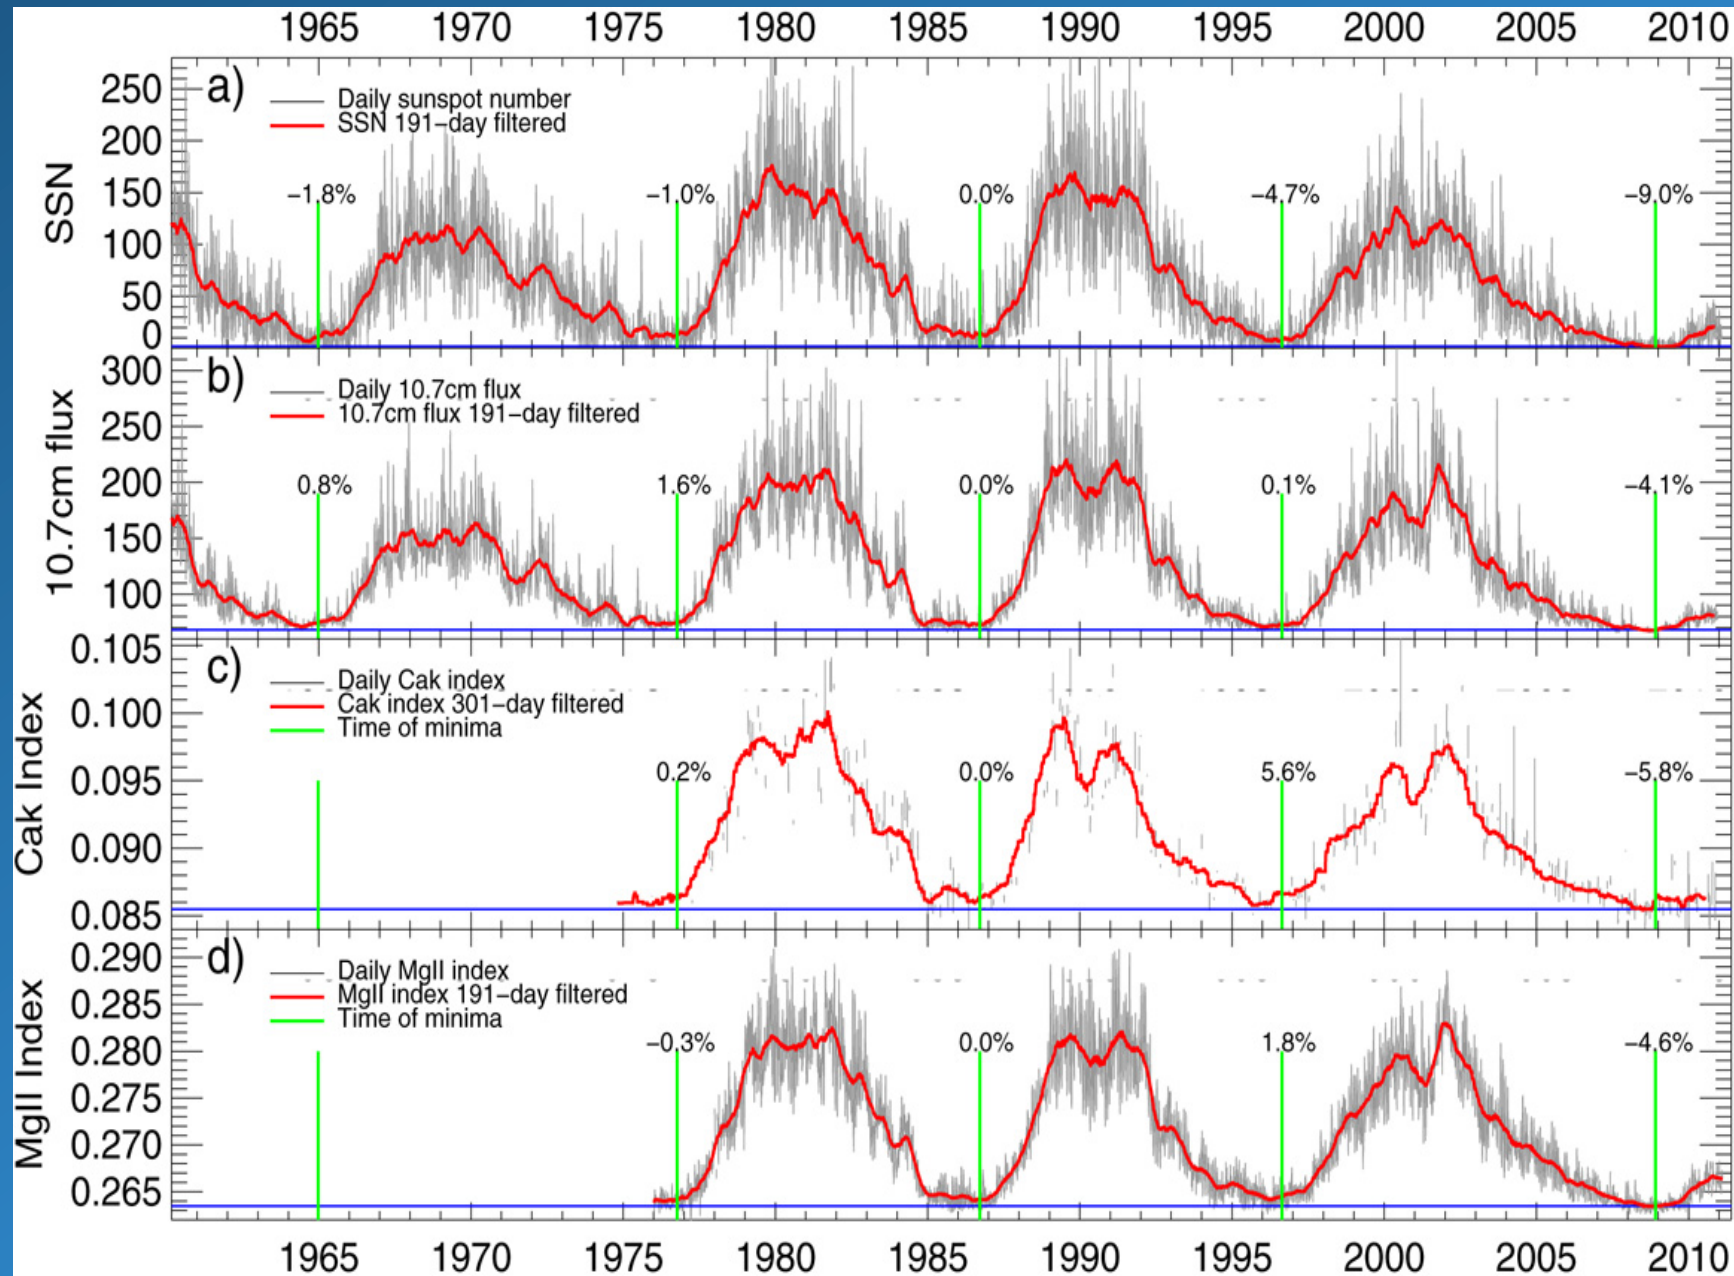 1965 1970 1975 1980 1985 1990 1995 2000 2005 2010
a)
Daily sunspot number
SSN 191-day filtered
SSN
250
200
150
100
50
0
-1.8% -1.0% 0.0% -4.7% -9.0%
b)
Daily 10.7cm flux
10.7cm flux 191-day filtered
10.7cm flux
300
250
200
150
100
0.8% 1.6% 0.0% 0.1% -4.1%
c)
Daily Cak index
Cak index 301-day filtered
Time of minima
Cak Index
0.105
0.100
0.095
0.090
0.085
0.2% 0.0% 5.6% -5.8%
d)
Daily MgII index
MgII index 191-day filtered
Time of minima
MgII Index
0.290
0.285
0.280
0.275
0.270
0.265
-0.3% 0.0% 1.8% -4.6%
1965 1970 1975 1980 1985 1990 1995 2000 2005 2010